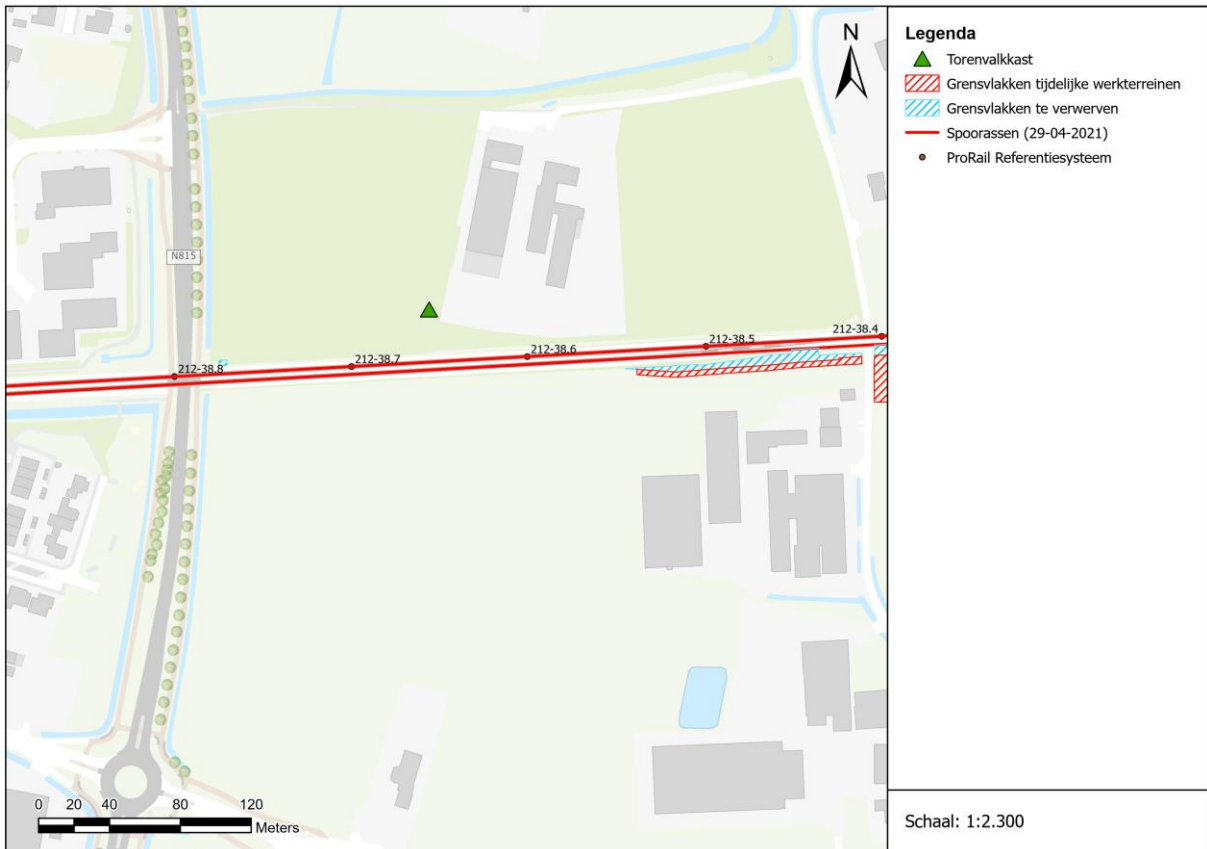 N
N815
212-38.4
212-38.5
212-38.6
212-38.7
212-38.8
0 20 40 80 120
Meters
Legenda
Torenvalkkast
Grensvlakken tijdelijke werkterreinen
Grensvlakken te verwerven
Spoorassen (29-04-2021)
ProRail Referentiesysteem
Schaal: 1:2.300